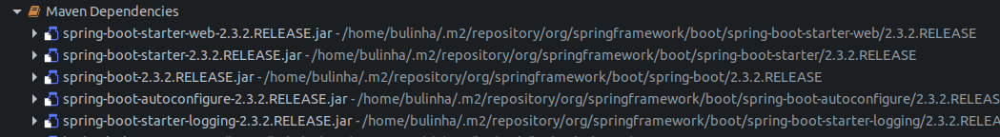 Maven Dependencies
spring-boot-starter-web-2.3.2.RELEASE.jar - /home/bulinha/.m2/repository/org/springframework/boot/spring-boot-starter-web/2.3.2.RELEASE
spring-boot-starter-2.3.2.RELEASE.jar - /home/bulinha/.m2/repository/org/springframework/boot/spring-boot-starter/2.3.2.RELEASE
spring-boot-2.3.2.RELEASE.jar - /home/bulinha/.m2/repository/org/springframework/boot/spring-boot/2.3.2.RELEASE
spring-boot-autoconfigure-2.3.2.RELEASE.jar - /home/bulinha/.m2/repository/org/springframework/boot/spring-boot-autoconfigure/2.3.2.RELEAS
spring-boot-starter-logging-2.3.2.RELEASE.jar - /home/bulinha/.m2/repository/org/springframework/boot/spring-boot-starter-logging/2.3.2.REL